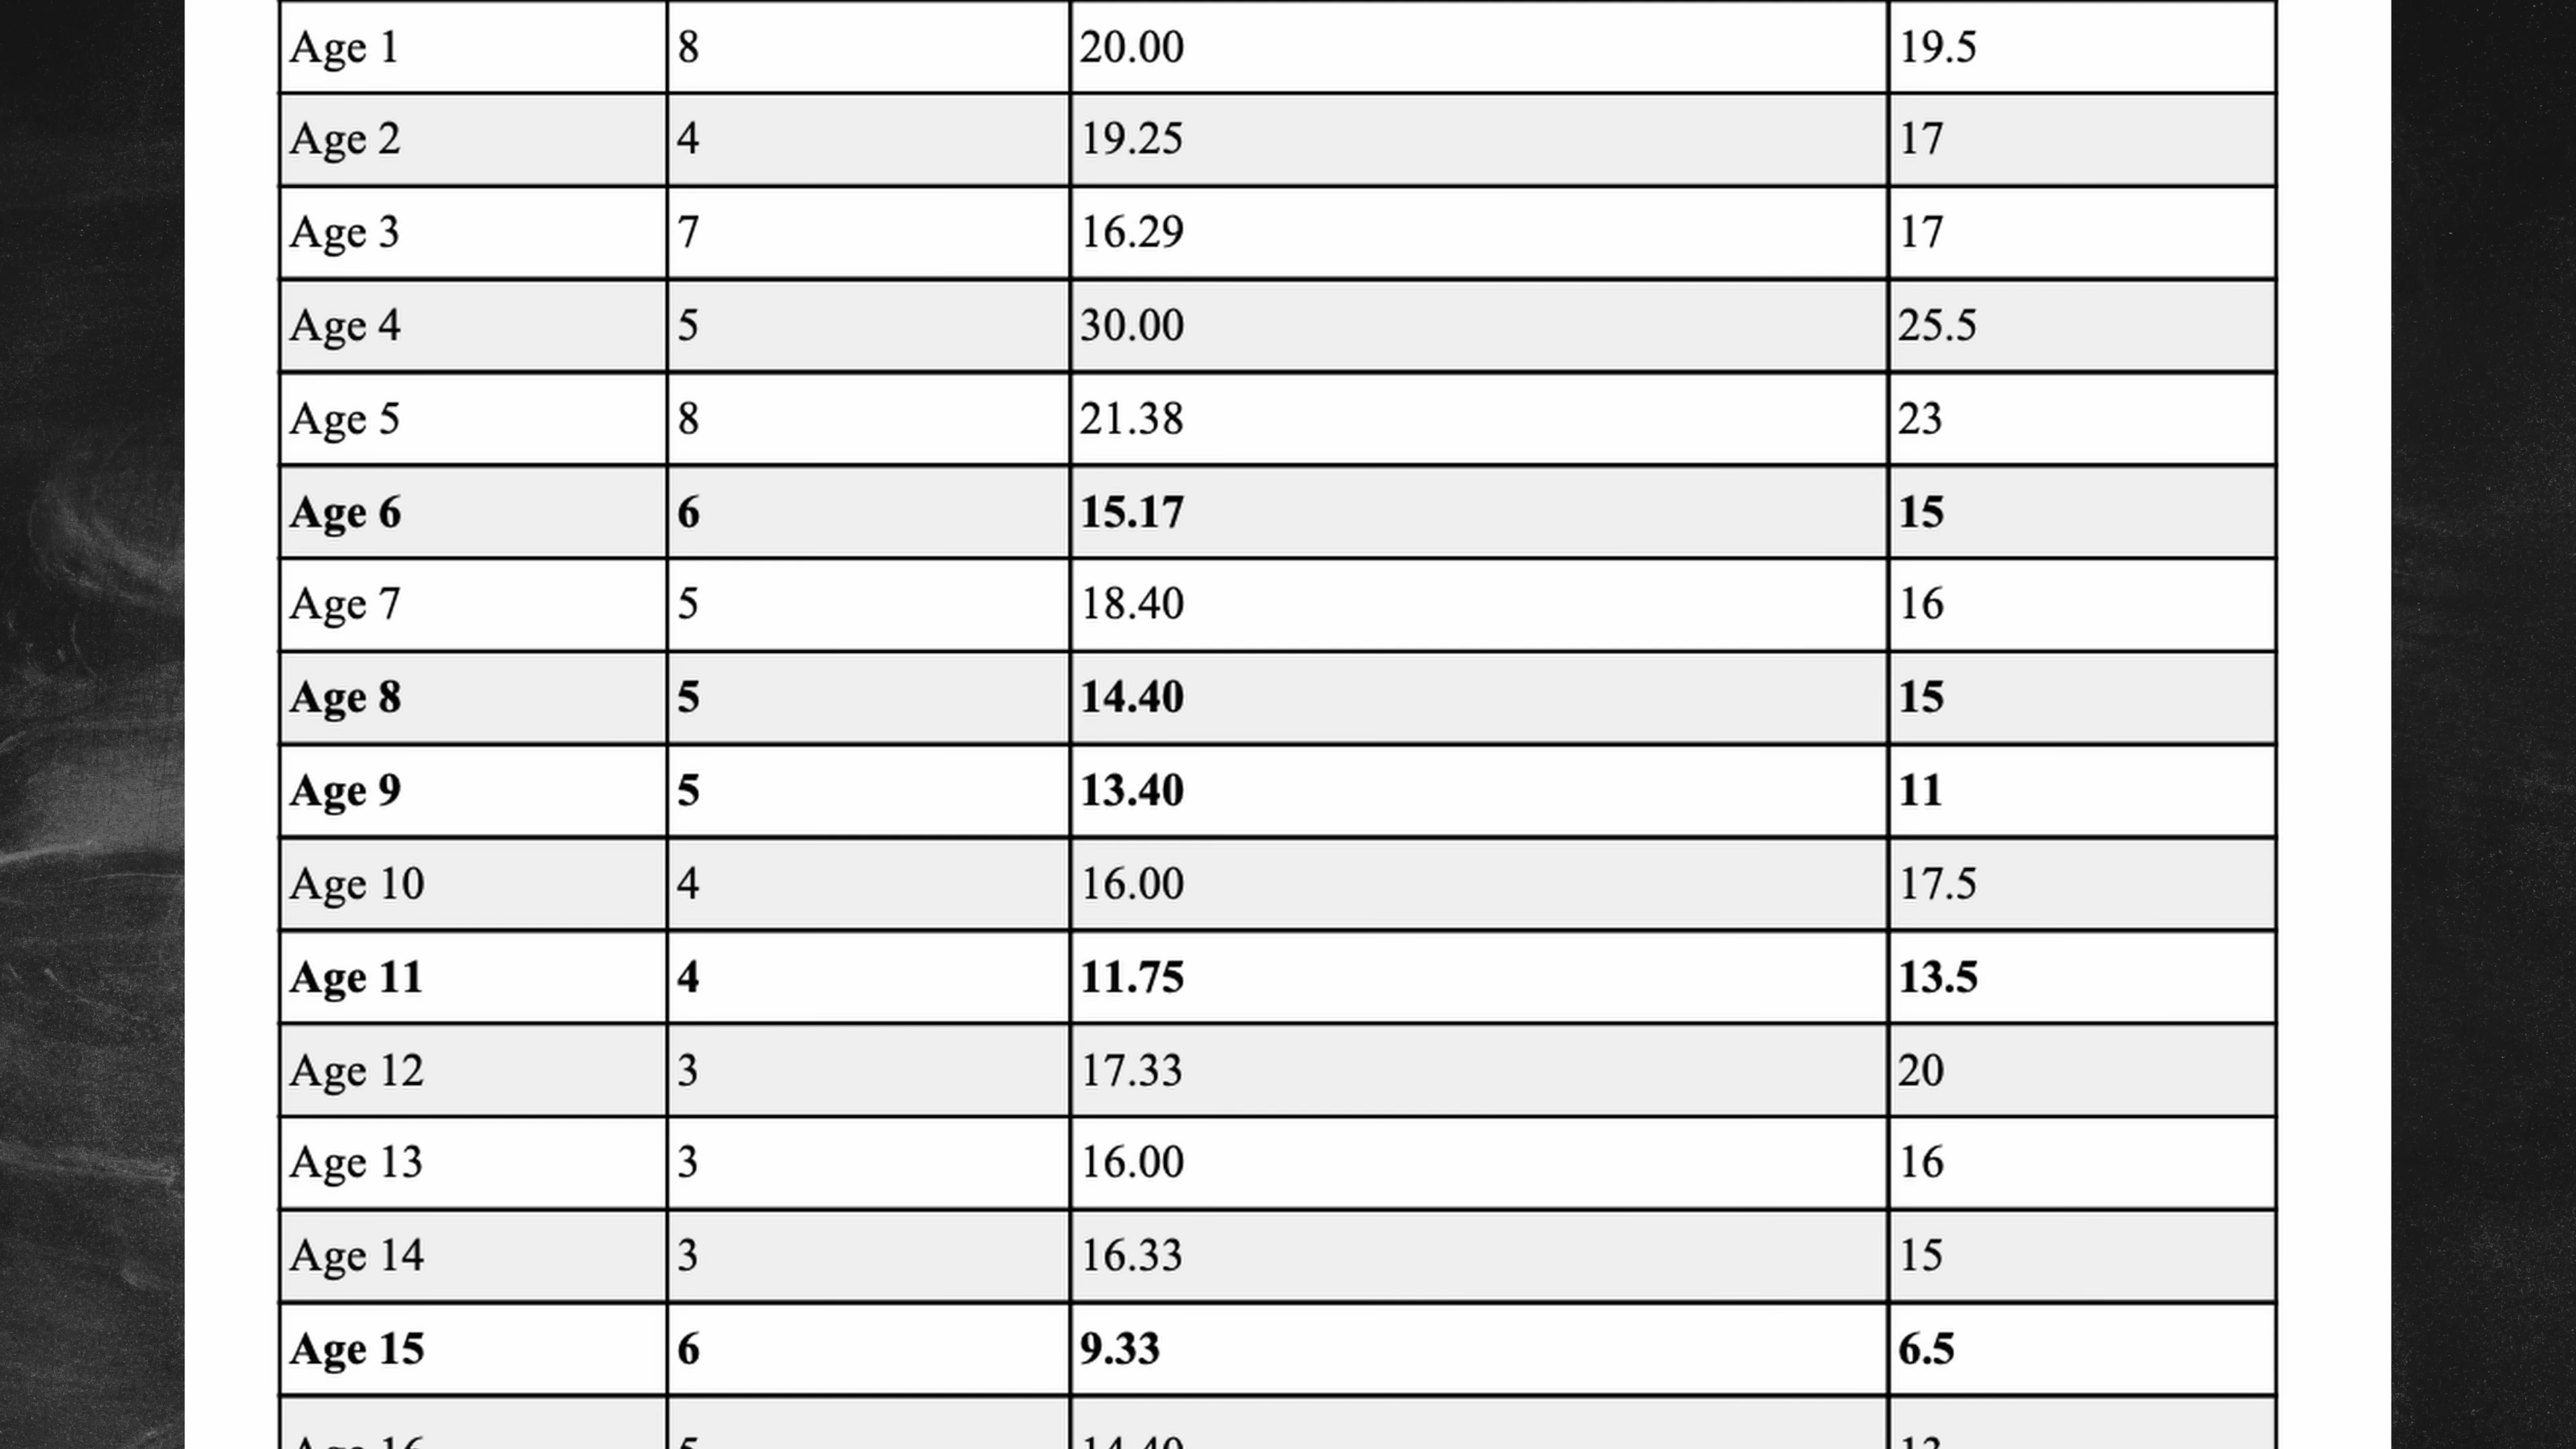 Age 1 8 20.00 19.5
Age 2 4 19.25 17
Age 3 7 16.29 17
Age 4 5 30.00 25.5
Age 5 8 21.38 23
Age 6 6 15.17 15
Age 7 5 18.40 16
Age 8 5 14.40 15
Age 9 5 13.40 11
Age 10 4 16.00 17.5
Age 11 4 11.75 13.5
Age 12 3 17.33 20
Age 13 3 16.00 16
Age 14 3 16.33 15
Age 15 6 9.33 6.5
Age 16 5 14.40